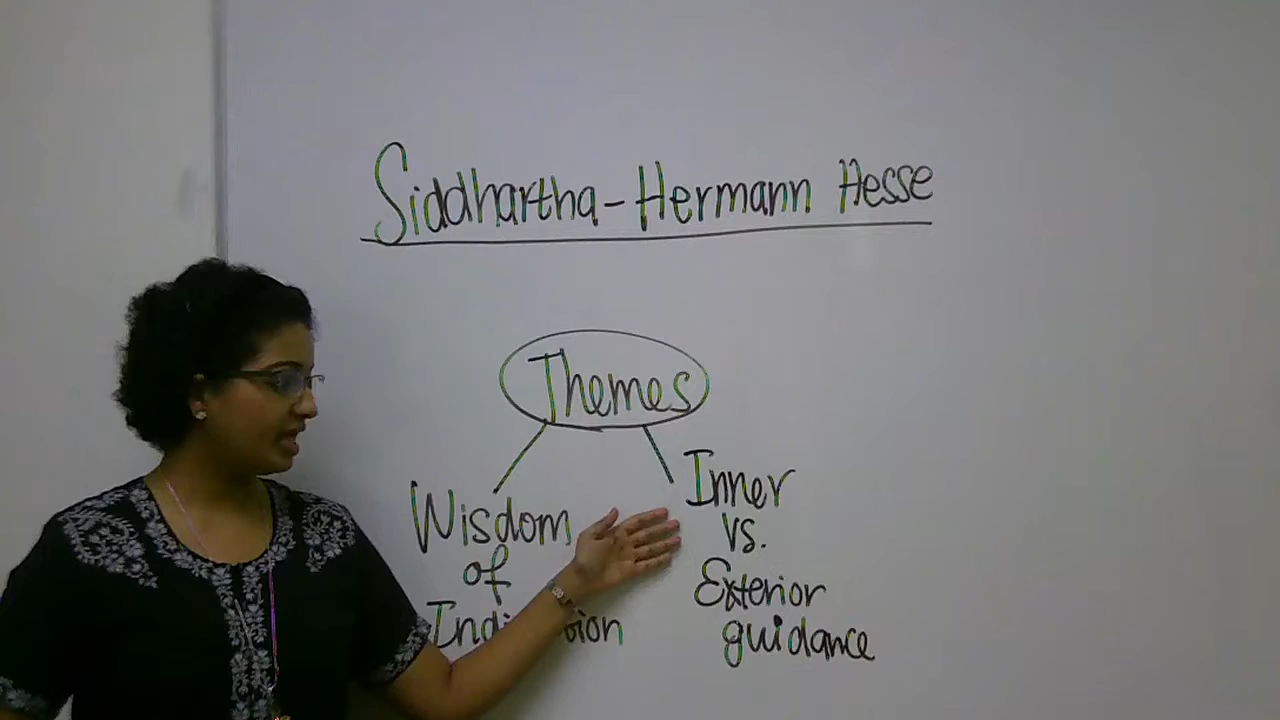 Siddhartha - Hermann Hesse
Themes
Wisdom
of
Inner
vs.
Exterior
guidance